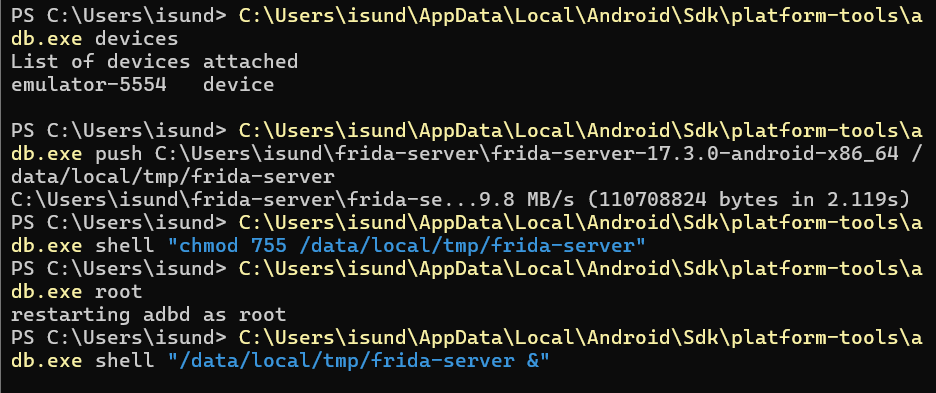 PS C:\Users\isund> C:\Users\isund\AppData\Local\Android\Sdk\platform-tools\a
db.exe devices
List of devices attached
emulator-5554   device
PS C:\Users\isund> C:\Users\isund\AppData\Local\Android\Sdk\platform-tools\a
db.exe push C:\Users\isund\frida-server\frida-server-17.3.0-android-x86_64 /
data/local/tmp/frida-server
C:\Users\isund\frida-server\frida-se...9.8 MB/s (110708824 bytes in 2.119s)
PS C:\Users\isund> C:\Users\isund\AppData\Local\Android\Sdk\platform-tools\a
db.exe shell "chmod 755 /data/local/tmp/frida-server"
PS C:\Users\isund> C:\Users\isund\AppData\Local\Android\Sdk\platform-tools\a
db.exe root
restarting adbd as root
PS C:\Users\isund> C:\Users\isund\AppData\Local\Android\Sdk\platform-tools\a
db.exe shell "/data/local/tmp/frida-server &"